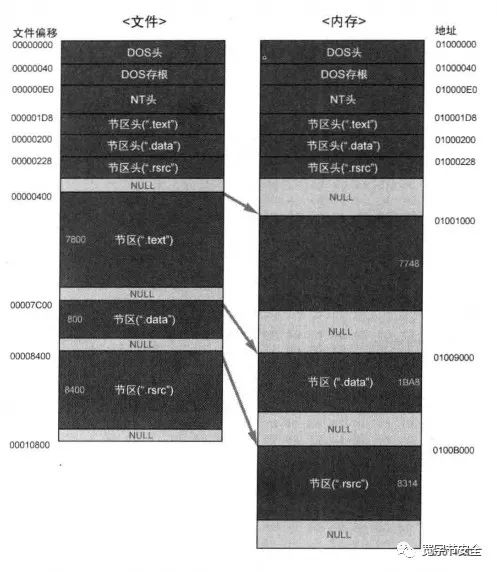 <文件>
<内存>
文件偏移
地址
00000000
DOS头
DOS头
01000000
00000040
DOS存根
DOS存根
01000040
000000E0
NT头
NT头
010000E0
000001D8
节区头(".text")
节区头(".text")
010001D8
00000200
节区头(".data")
节区头(".data")
01000200
00000228
节区头(".rsrc")
节区头(".rsrc")
01000228
NULL
NULL
00000400
01001000
7800
节区(".text")
7748
NULL
NULL
00007C00
800
节区(".data")
NULL
01009000
节区 (".data")
1BA8
00008400
8400
节区(".rsrc")
NULL
NULL
00010800
0100B000
节区(".rsrc")
8314
NULL
宽字节安全